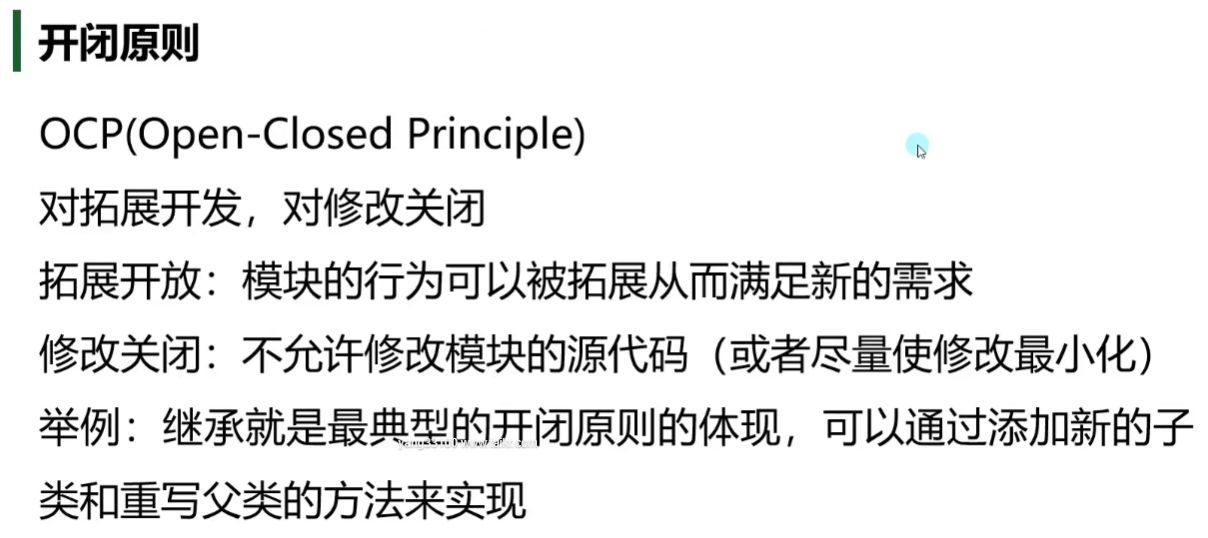 开闭原则
OCP(Open-Closed Principle)
对拓展开发，对修改关闭
拓展开放：模块的行为可以被拓展从而满足新的需求
修改关闭：不允许修改模块的源代码（或者尽量使修改最小化）
举例：继承就是最典型的开闭原则的体现，可以通过添加新的子
类和重写父类的方法来实现